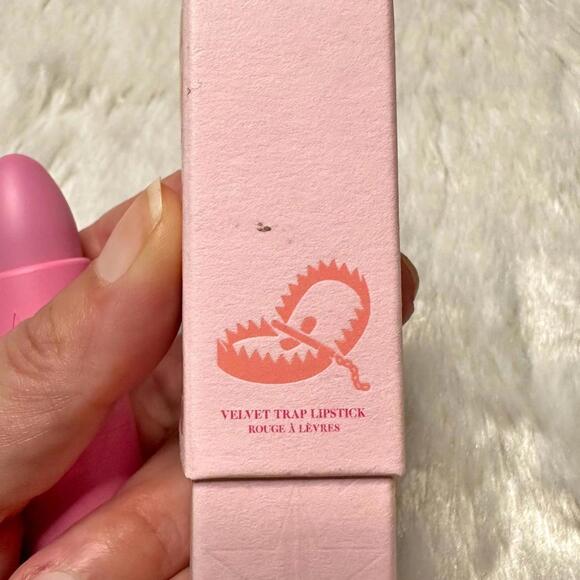 VELVET TRAP LIPSTICK
ROUGE À LÈVRES